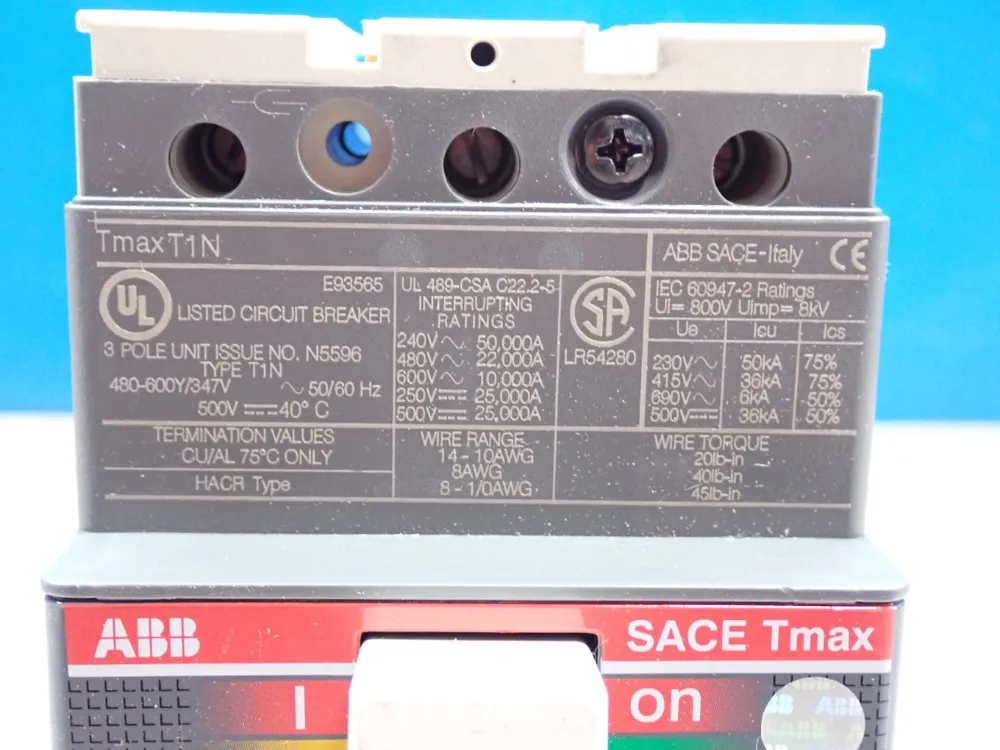 Tmax T1N
ABB SACE-Italy CE
UL
E93565
LISTED CIRCUIT BREAKER
3 POLE UNIT ISSUE NO. N5596
TYPE T1N
480-600Y/347V ~ 50/60 Hz
500V ⎓ 40° C
UL 489-CSA C22.2-5
INTERRUPTING
RATINGS
240V ~ 50,000A
480V ~ 22,000A
600V ~ 10,000A
250V ⎓ 25,000A
500V ⎓ 25,000A
SA
LR54280
IEC 60947-2 Ratings
Ui= 800V Uimp= 8kV
Ue Icu Ics
230V ~ 50kA 75%
415V ~ 36kA 75%
690V ~ 6kA 50%
500V ⎓ 36kA 50%
TERMINATION VALUES
CU/AL 75°C ONLY
HACR Type
WIRE RANGE
14 - 10AWG
8AWG
8 - 1/0AWG
WIRE TORQUE
20lb-in
40lb-in
45lb-in
ABB
SACE Tmax
I on
ABB